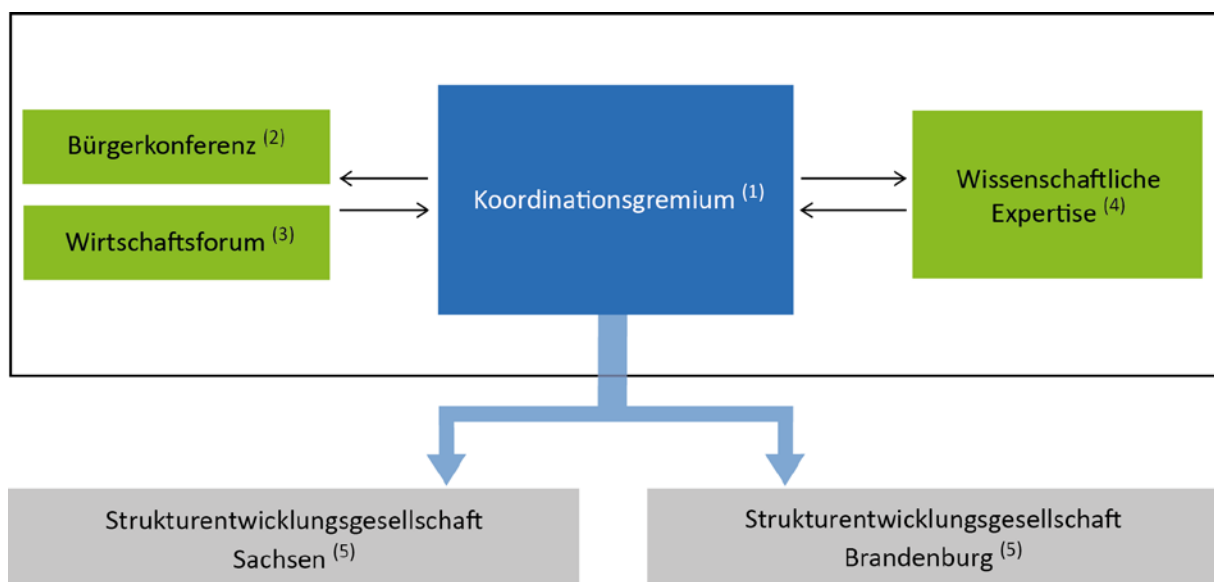 Bürgerkonferenz (2)
Wirtschaftsforum (3)
Koordinationsgremium (1)
Wissenschaftliche
Expertise (4)
Strukturentwicklungsgesellschaft
Sachsen (5)
Strukturentwicklungsgesellschaft
Brandenburg (5)